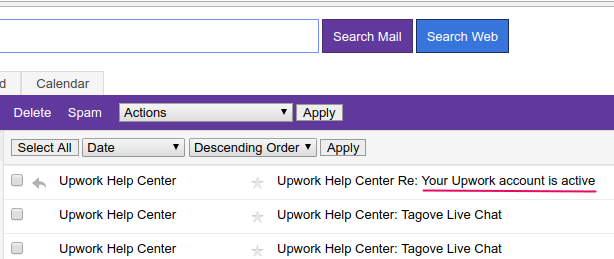 Search Mail Search Web
d Calendar
Delete Spam Actions Apply
Select All Date Descending Order Apply
Upwork Help Center Upwork Help Center Re: Your Upwork account is active
Upwork Help Center Upwork Help Center: Tagove Live Chat
Upwork Help Center Upwork Help Center: Tagove Live Chat